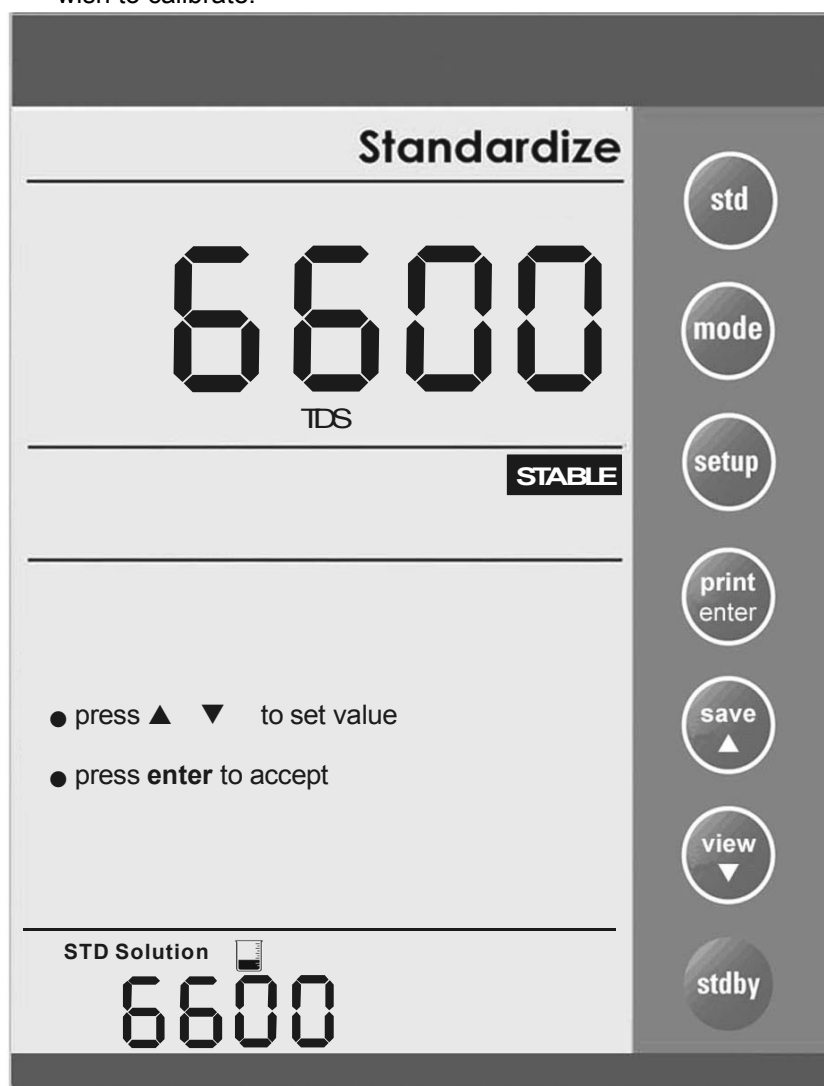 wish to calibrate.
Standardize
6600
TDS
STABLE
● press ▲ ▼ to set value
● press enter to accept
STD Solution
6600
std
mode
setup
print
enter
save
▲
view
▼
stdby